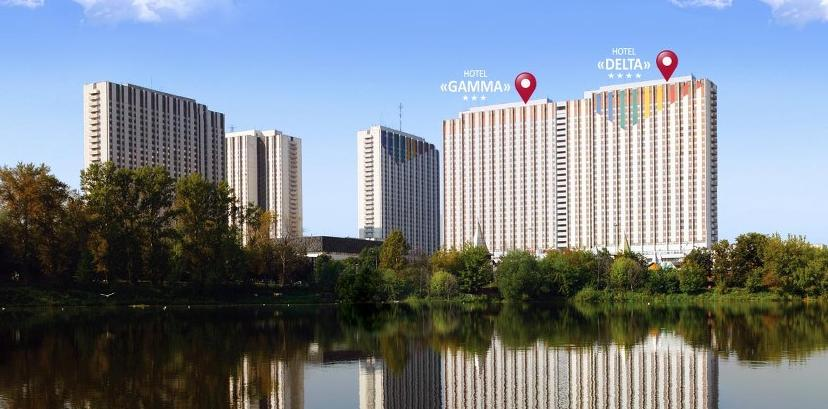 HOTEL
«GAMMA»
★★★
HOTEL
«DELTA»
★★★★